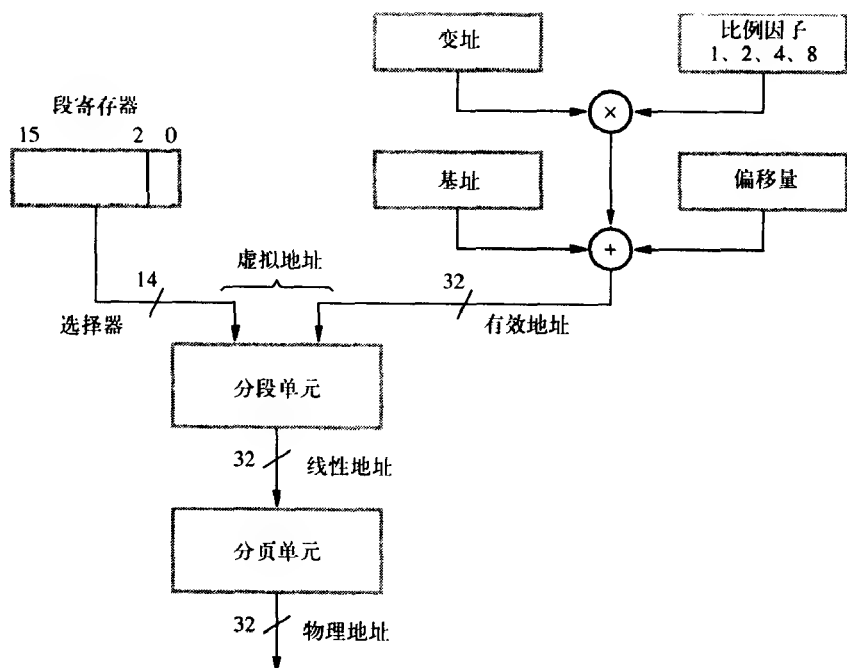 变址
比例因子
1、2、4、8
段寄存器
15 2 0
×
基址
偏移量
+
虚拟地址
14
32
选择器
有效地址
分段单元
32
线性地址
分页单元
32
物理地址